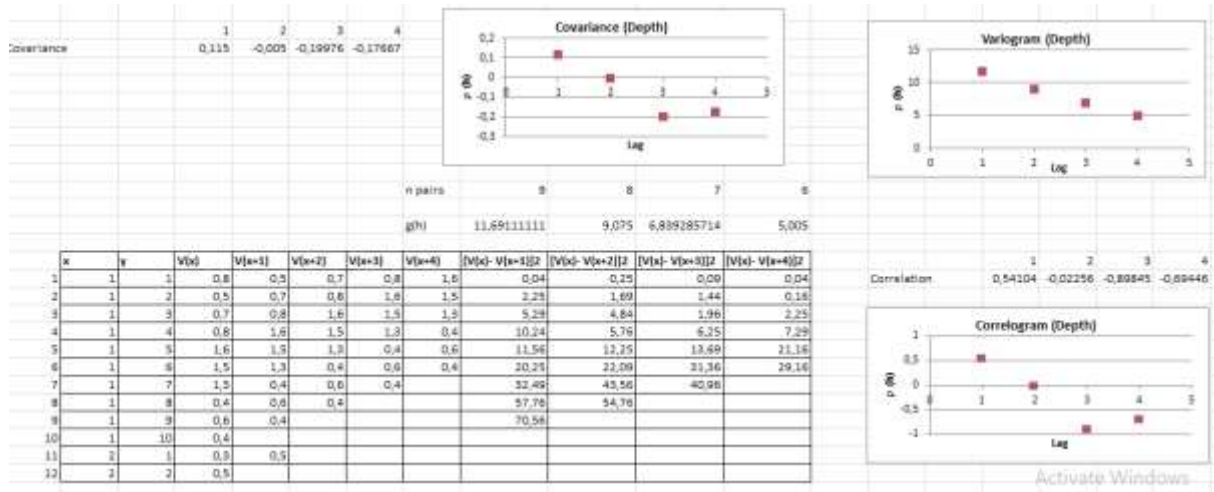 1 2 3 4
Covariance 0,115 -0,005 -0,19976 -0,17667
Covariance (Depth)
0,2
0,1
0
-0,1
-0,2
-0,3
0 1 2 3 4 5
ρ (h)
Lag
Variogram (Depth)
15
10
5
0
0 1 2 3 4 5
ρ (h)
Lag
n pairs 9 8 7 6
g(h) 11,69111111 9,075 6,839285714 5,005
x y V(x) V(x+1) V(x+2) V(x+3) V(x+4) [V(x)- V(x+1)]2 [V(x)- V(x+2)]2 [V(x)- V(x+3)]2 [V(x)- V(x+4)]2
1 1 1 0,8 0,5 0,7 0,8 1,6 0,04 0,25 0,09 0,04
2 1 2 0,5 0,7 0,8 1,6 1,5 2,25 1,69 1,44 0,16
3 1 3 0,7 0,8 1,6 1,5 1,3 5,29 4,84 1,96 2,25
4 1 4 0,8 1,6 1,5 1,3 0,4 10,24 5,76 6,25 7,29
5 1 5 1,6 1,5 1,3 0,4 0,6 11,56 12,25 13,69 21,16
6 1 6 1,5 1,3 0,4 0,6 0,4 20,25 22,09 31,36 29,16
7 1 7 1,3 0,4 0,6 0,4 32,49 43,56 40,96
8 1 8 0,4 0,6 0,4 57,76 54,76
9 1 9 0,6 0,4 70,56
10 1 10 0,4
11 2 1 0,3 0,5
12 2 2 0,5
1 2 3 4
Correlation 0,54104 -0,02256 -0,89845 -0,69446
Correlogram (Depth)
1
0,5
0
-0,5
-1
0 1 2 3 4 5
ρ (h)
Lag
Activate Windows